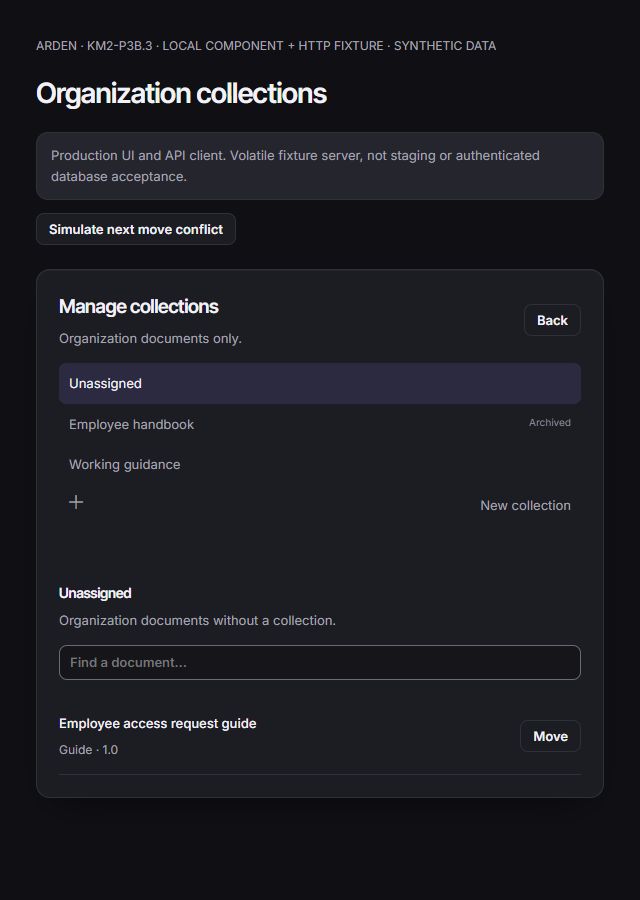 ARDEN · KM2-P3B.3 · LOCAL COMPONENT + HTTP FIXTURE · SYNTHETIC DATA
Organization collections
Production UI and API client. Volatile fixture server, not staging or authenticated
database acceptance.
Simulate next move conflict
Manage collections
Back
Organization documents only.
Unassigned
Employee handbook Archived
Working guidance
+ New collection
Unassigned
Organization documents without a collection.
Find a document...
Employee access request guide
Move
Guide · 1.0